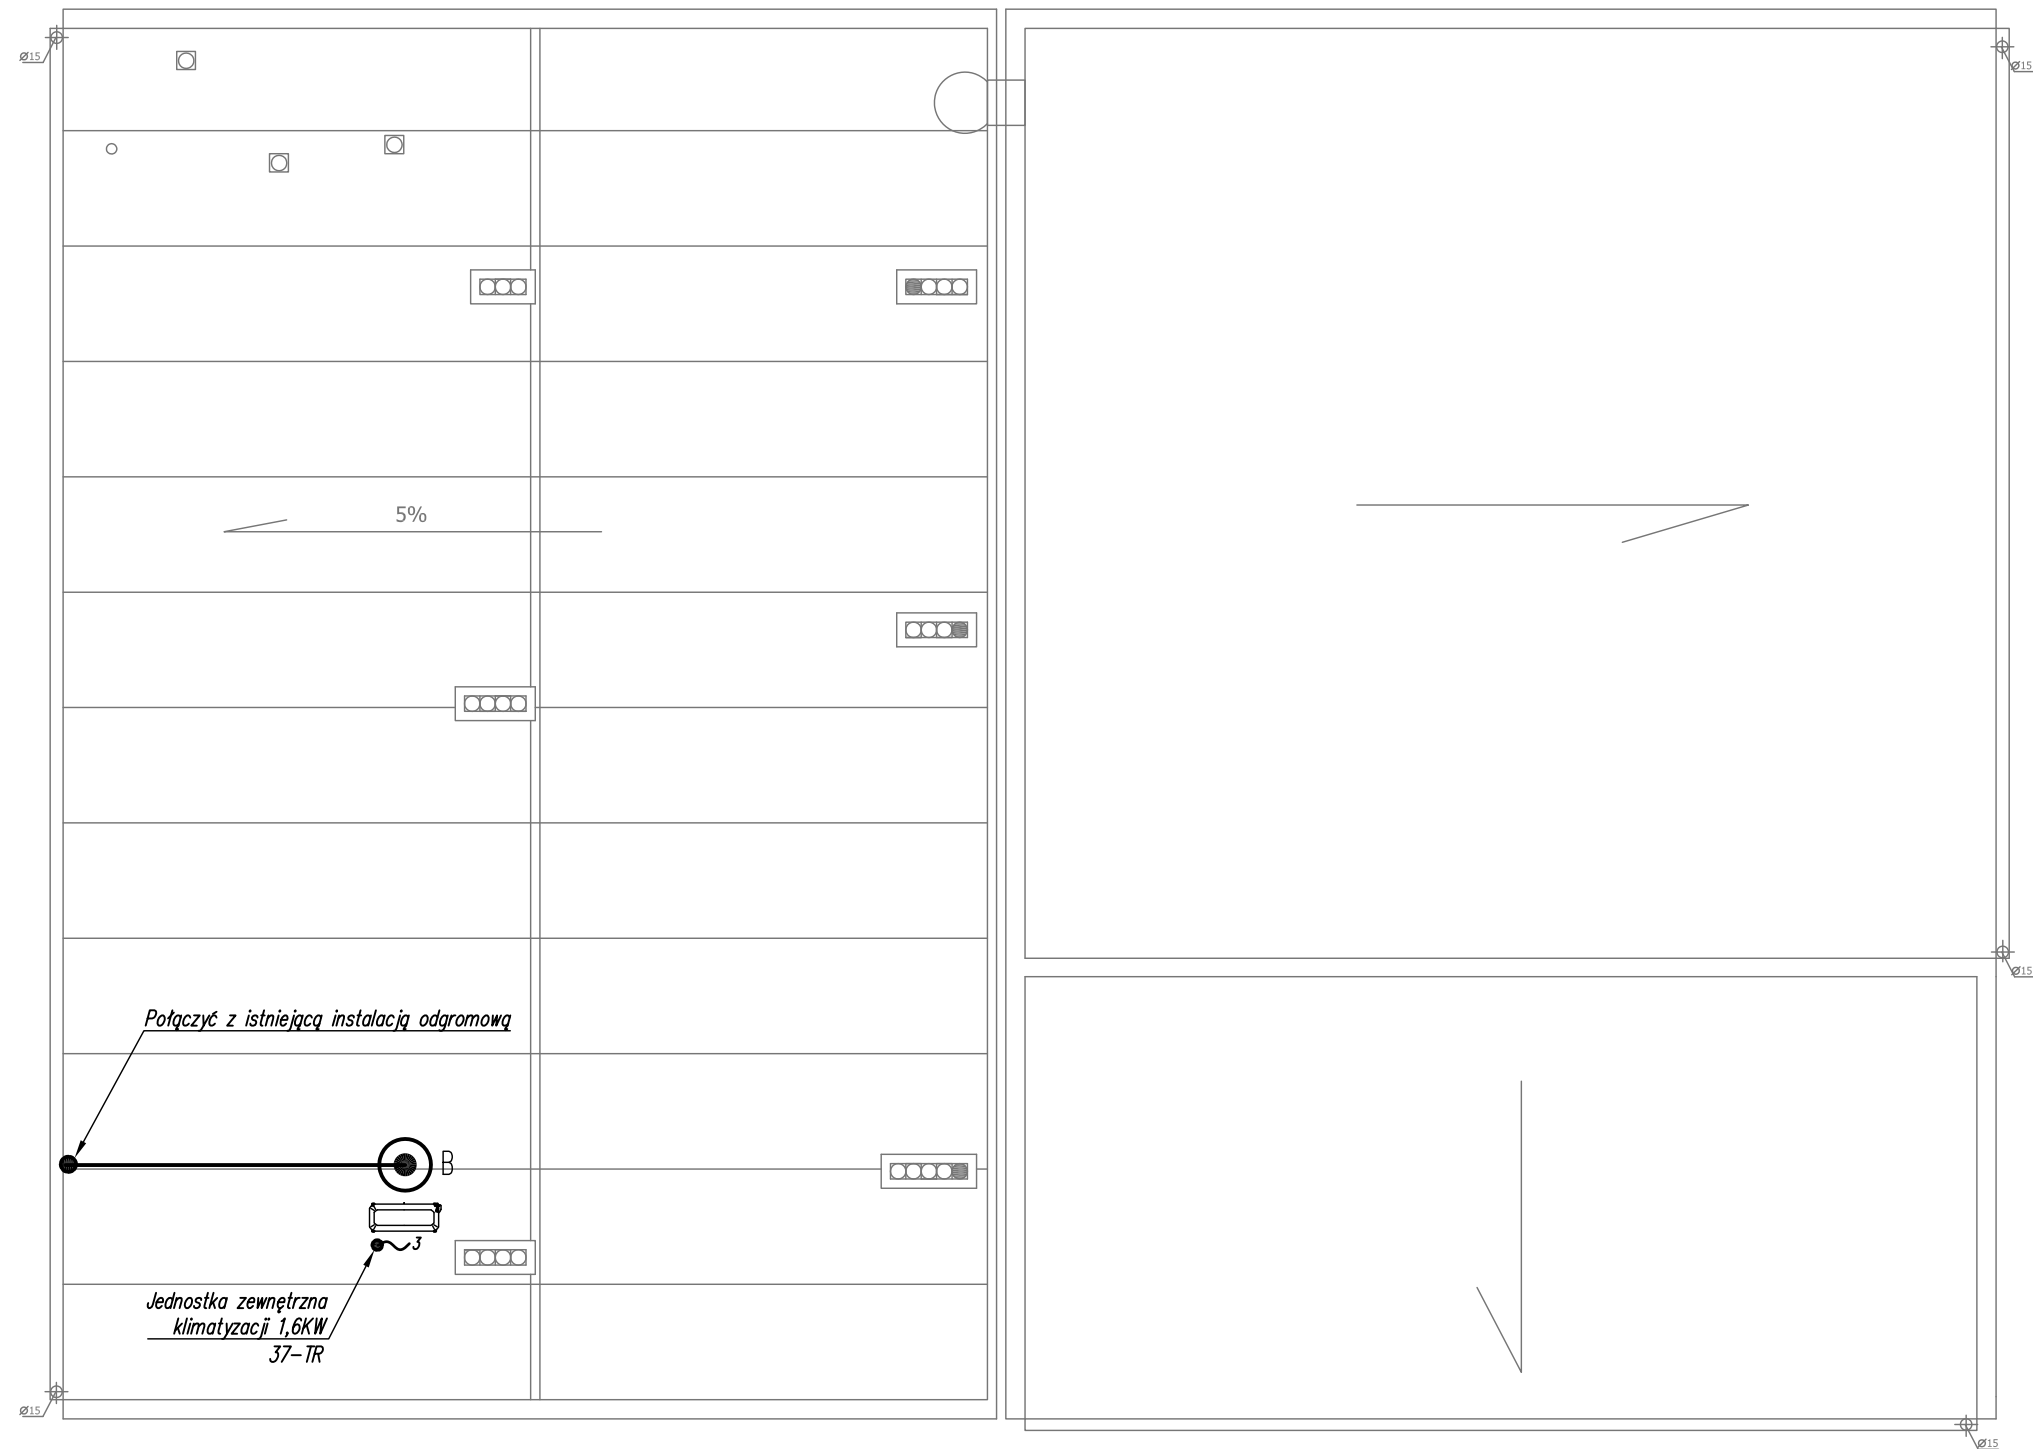 Ø15
Ø15
5%
Ø15
Połączyć z istniejącą instalacją odgromową
B
3
Jednostka zewnętrzna
klimatyzacji 1,6KW
37-TR
Ø15
Ø15